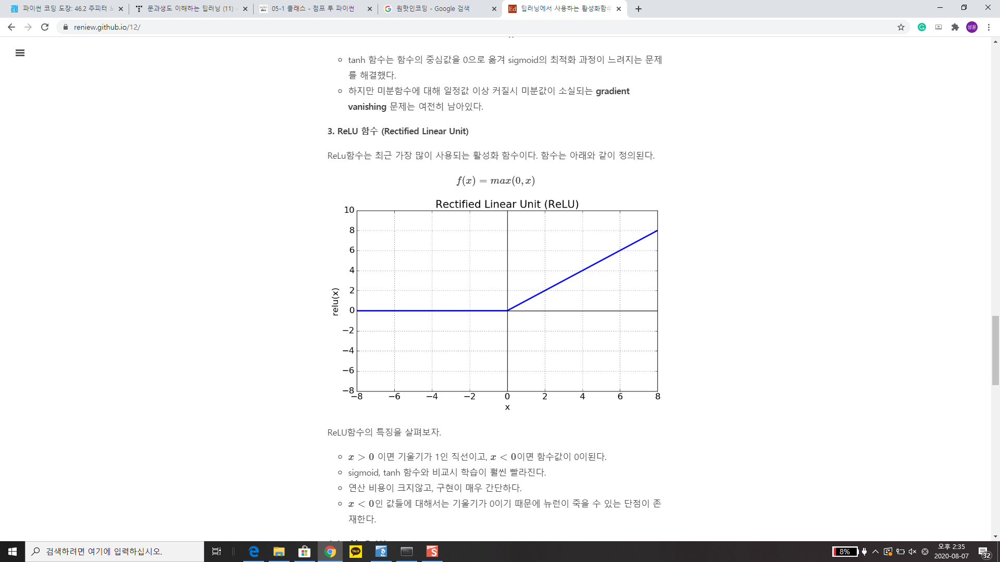 파이썬 코딩 도장: 46.2 주피터
문과생도 이해하는 딥러닝 (11) -
05-1 클래스 - 점프 투 파이썬
원핫인코딩 - Google 검색
딥러닝에서 사용하는 활성화함수
reniew.github.io/12/
성윤
tanh 함수는 함수의 중심값을 0으로 옮겨 sigmoid의 최적화 과정이 느려지는 문제
를 해결했다.
하지만 미분함수에 대해 일정값 이상 커질시 미분값이 소실되는 gradient
vanishing 문제는 여전히 남아있다.
3. ReLU 함수 (Rectified Linear Unit)
ReLu함수는 최근 가장 많이 사용되는 활성화 함수이다. 함수는 아래와 같이 정의된다.
f(x) = max(0, x)
Rectified Linear Unit (ReLU)
10
8
6
4
2
0
−2
−4
−6
−8
relu(x)
−8 −6 −4 −2 0 2 4 6 8
x
ReLU함수의 특징을 살펴보자.
x > 0 이면 기울기가 1인 직선이고, x < 0이면 함수값이 0이된다.
sigmoid, tanh 함수와 비교시 학습이 훨씬 빨라진다.
연산 비용이 크지않고, 구현이 매우 간단하다.
x < 0인 값들에 대해서는 기울기가 0이기 때문에 뉴런이 죽을 수 있는 단점이 존
재한다.
검색하려면 여기에 입력하십시오.
TALK
8%
오후 2:35
2020-08-07
32